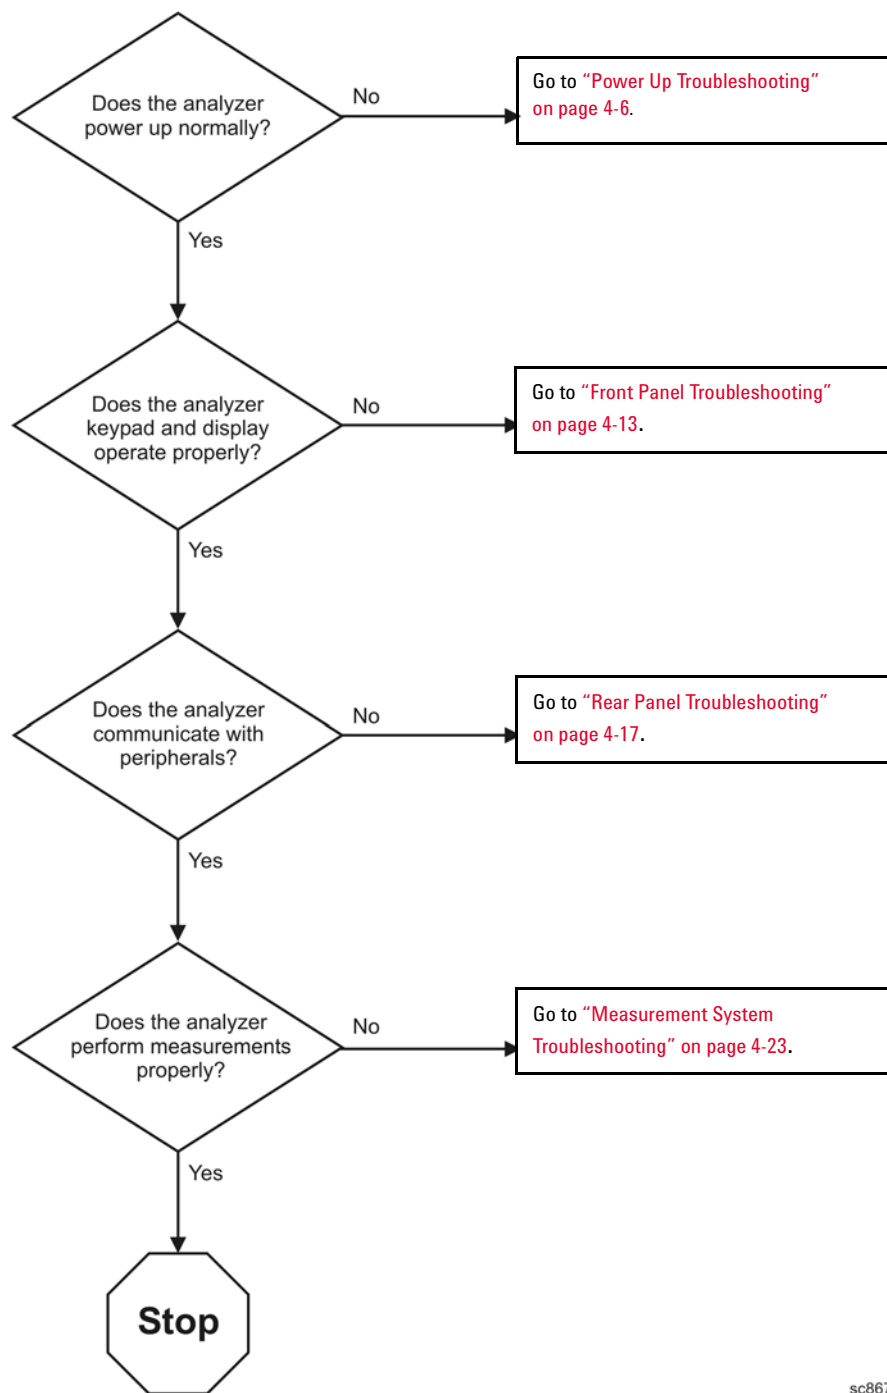 Does the analyzer
power up normally?
No
Go to “Power Up Troubleshooting”
on page 4-6.
Yes
Does the analyzer
keypad and display
operate properly?
No
Go to “Front Panel Troubleshooting”
on page 4-13.
Yes
Does the analyzer
communicate with
peripherals?
No
Go to “Rear Panel Troubleshooting”
on page 4-17.
Yes
Does the analyzer
perform measurements
properly?
No
Go to “Measurement System
Troubleshooting” on page 4-23.
Yes
Stop
sc867